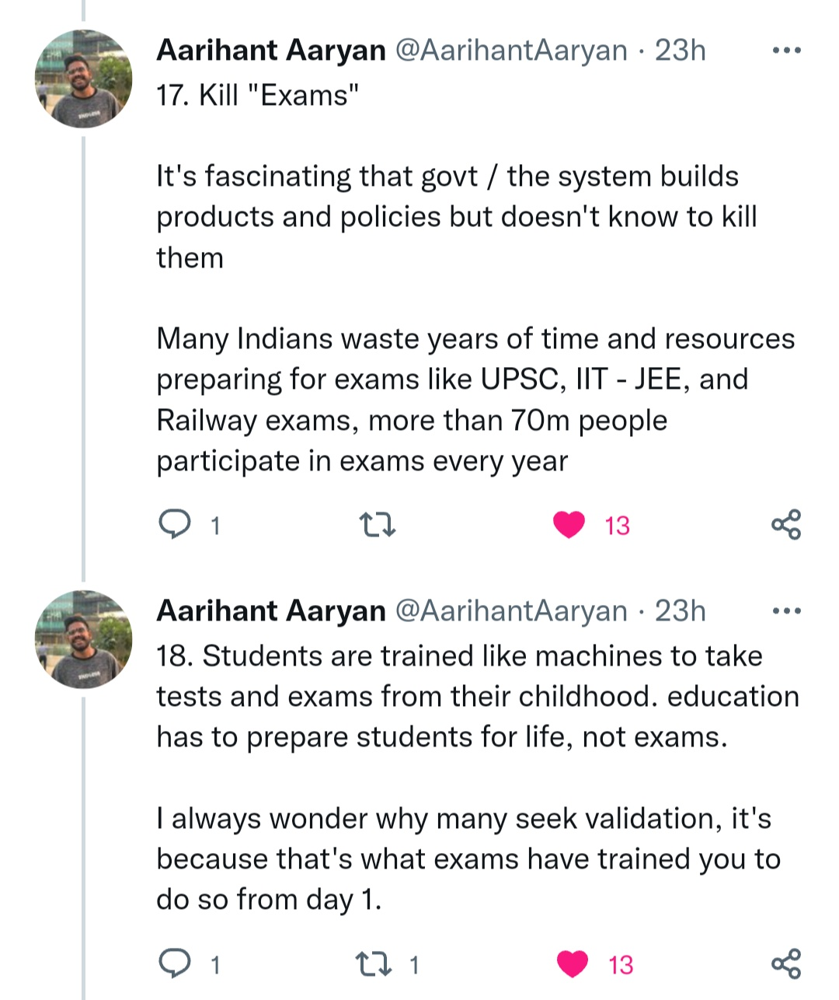 Aarihant Aaryan @AarihantAaryan · 23h
17. Kill "Exams"
It's fascinating that govt / the system builds
products and policies but doesn't know to kill
them
Many Indians waste years of time and resources
preparing for exams like UPSC, IIT - JEE, and
Railway exams, more than 70m people
participate in exams every year
1 13
Aarihant Aaryan @AarihantAaryan · 23h
18. Students are trained like machines to take
tests and exams from their childhood. education
has to prepare students for life, not exams.
I always wonder why many seek validation, it's
because that's what exams have trained you to
do so from day 1.
1 1 13